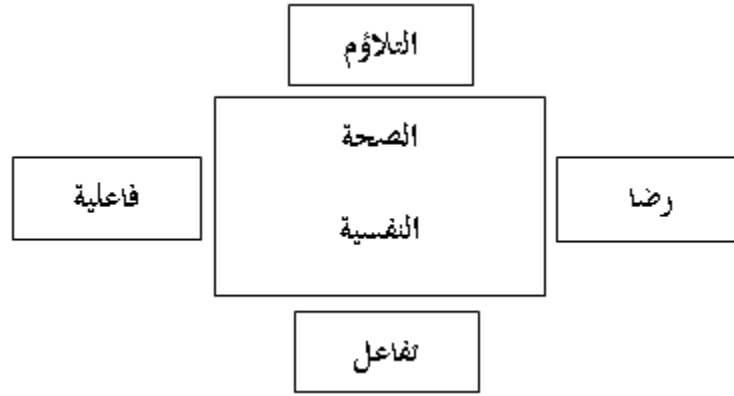 التلاؤم
الصحة
رضا
فاعلية
النفسية
تفاعل